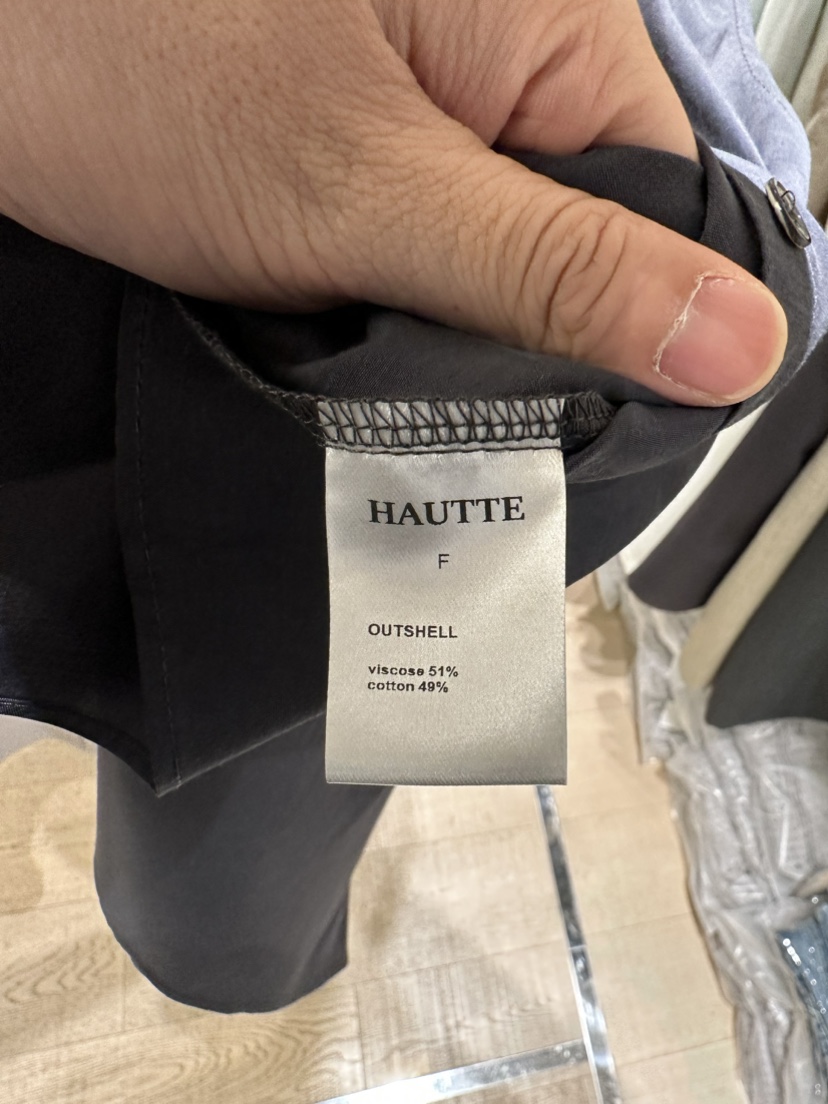 HAUTTE
F
OUTSHELL
viscose 51%
cotton 49%